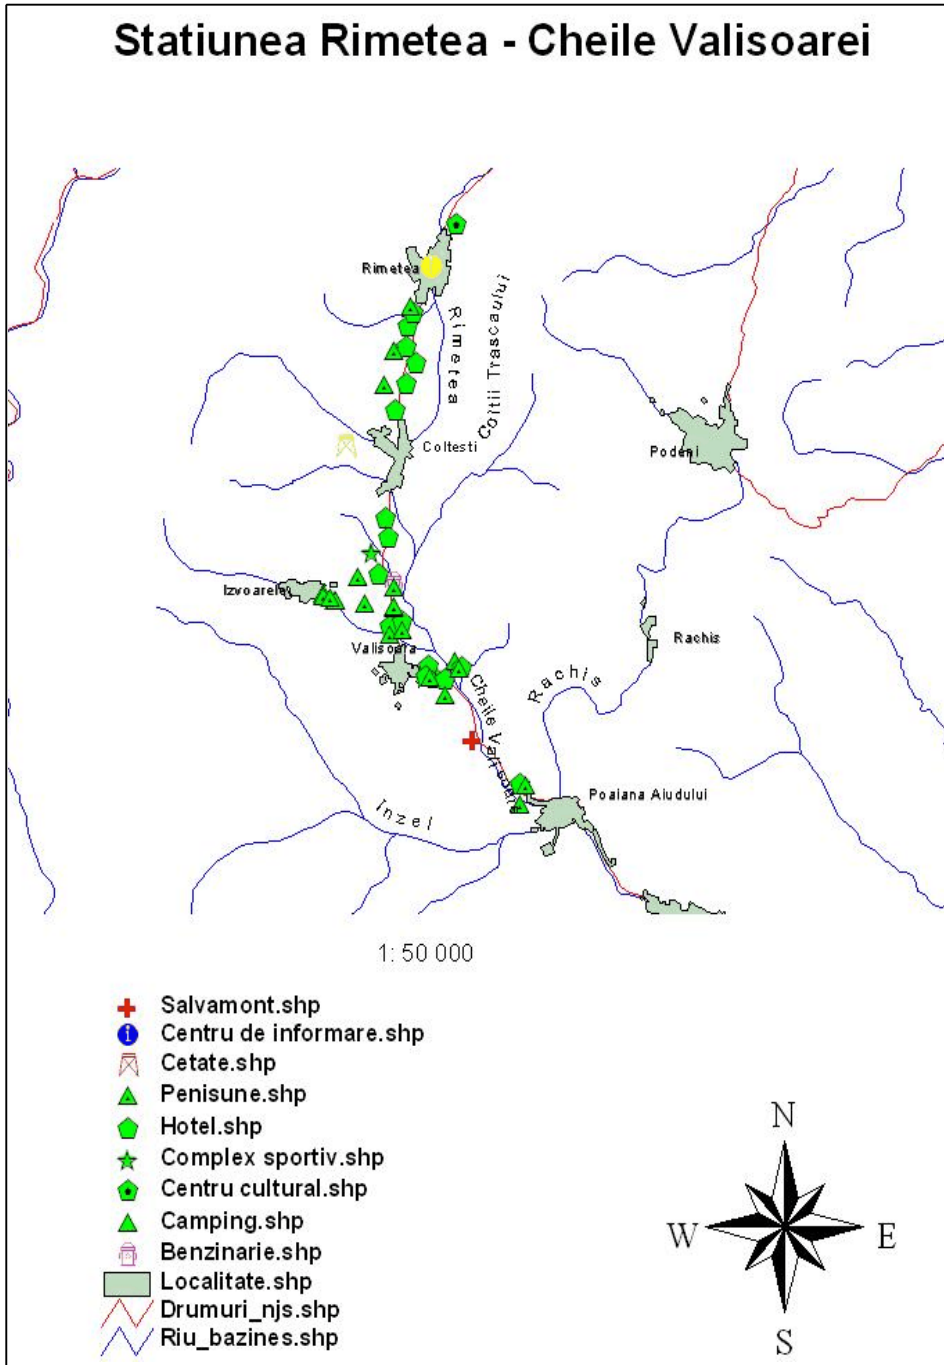 Statiunea Rimetea - Cheile Valisoarei
Rimetea
Rimetea
Coltii Trascaului
Coltesti
Podeni
Izvoarele
Rachis
Valisoara
Rachis
Cheile Valisoarei
Poaiana Aiudului
Inzel
1: 50 000
Salvamont.shp
Centru de informare.shp
Cetate.shp
Penisune.shp
Hotel.shp
Complex sportiv.shp
Centru cultural.shp
Camping.shp
Benzinarie.shp
Localitate.shp
Drumuri_njs.shp
Riu_bazines.shp
N
W E
S